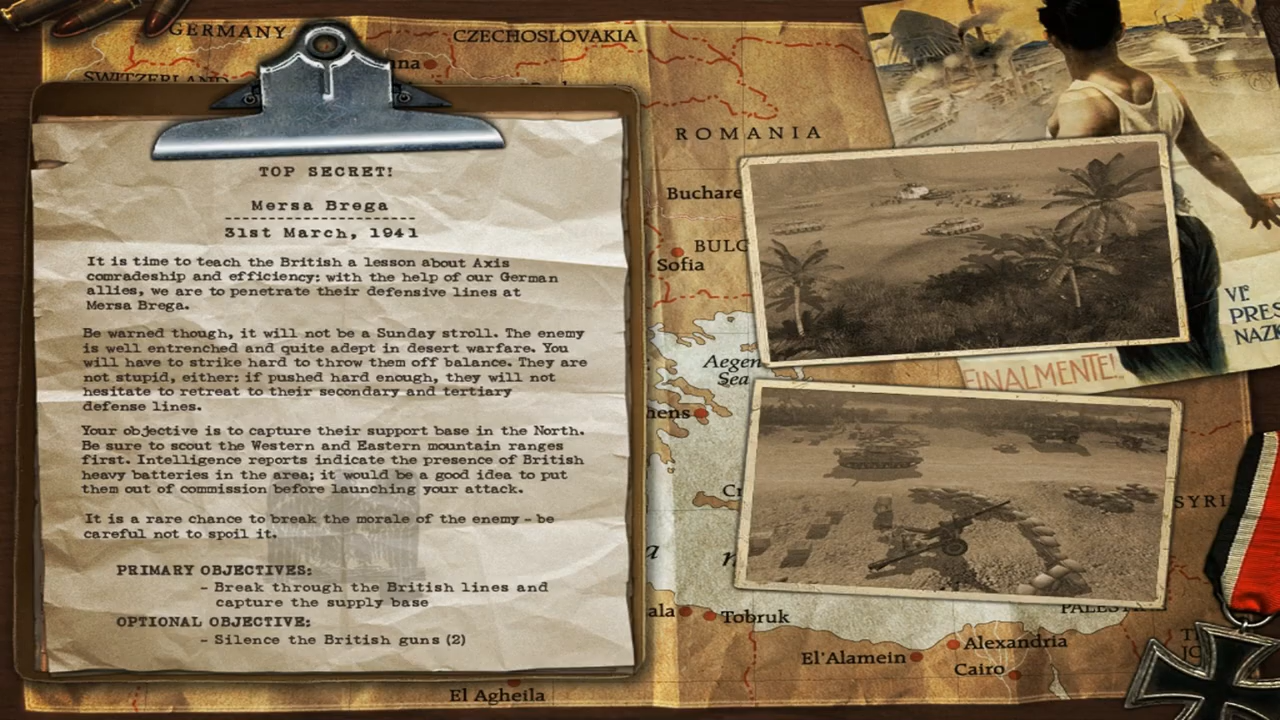 GERMANY
CZECHOSLOVAKIA
SWITZERLAND
ROMANIA
BULG
Sofia
Aegen
Sea
Tobruk
El'Alamein
Alexandria
Cairo
El Agheila
SYRI
FINALMENTE!
TOP SECRET!
Mersa Brega
31st March, 1941
It is time to teach the British a lesson about Axis
comradeship and efficiency: with the help of our German
allies, we are to penetrate their defensive lines at
Mersa Brega.
Be warned though, it will not be a Sunday stroll. The enemy
is well entrenched and quite adept in desert warfare. You
will have to strike hard to throw them off balance. They are
not stupid, either: if pushed hard enough, they will not
hesitate to retreat to their secondary and tertiary
defense lines.
Your objective is to capture their support base in the North.
Be sure to scout the Western and Eastern mountain ranges
first. Intelligence reports indicate the presence of British
heavy batteries in the area; it would be a good idea to put
them out of commission before launching your attack.
It is a rare chance to break the morale of the enemy - be
careful not to spoil it.
PRIMARY OBJECTIVES:
- Break through the British lines and
capture the supply base
OPTIONAL OBJECTIVE:
- Silence the British guns (2)